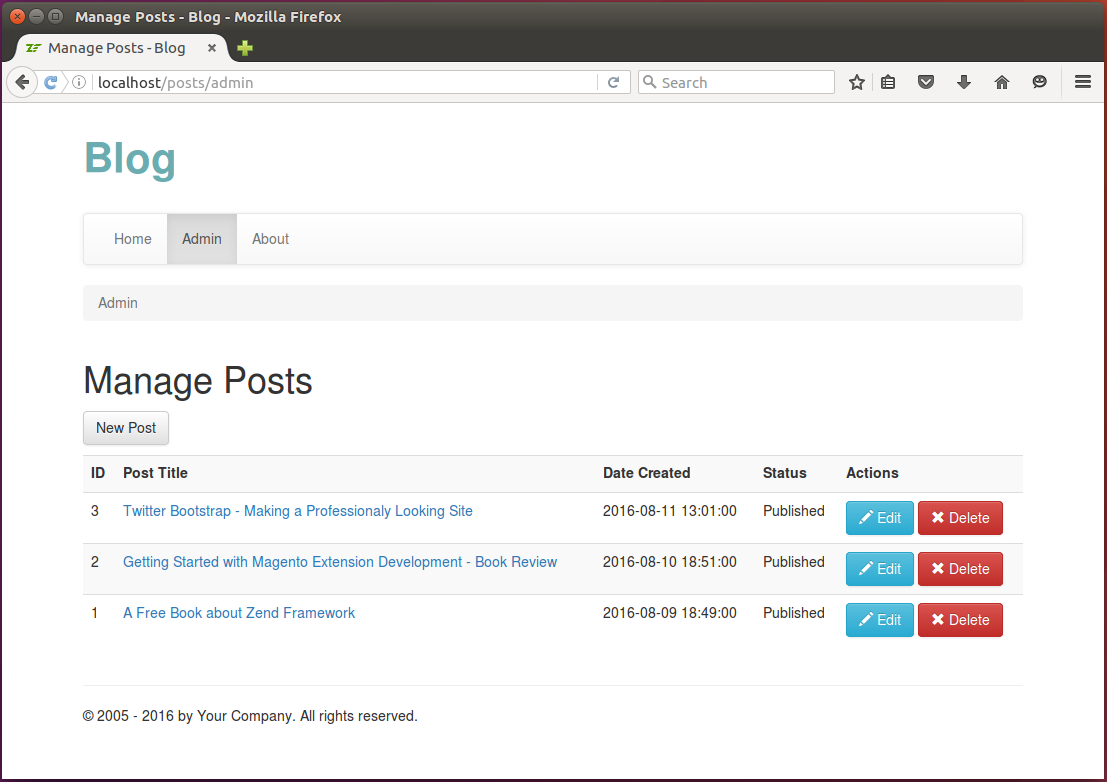 Manage Posts - Blog - Mozilla Firefox
Manage Posts - Blog
localhost/posts/admin
Search
Blog
Home Admin About
Admin
Manage Posts
New Post
ID Post Title Date Created Status Actions
3 Twitter Bootstrap - Making a Professionaly Looking Site 2016-08-11 13:01:00 Published Edit Delete
2 Getting Started with Magento Extension Development - Book Review 2016-08-10 18:51:00 Published Edit Delete
1 A Free Book about Zend Framework 2016-08-09 18:49:00 Published Edit Delete
© 2005 - 2016 by Your Company. All rights reserved.